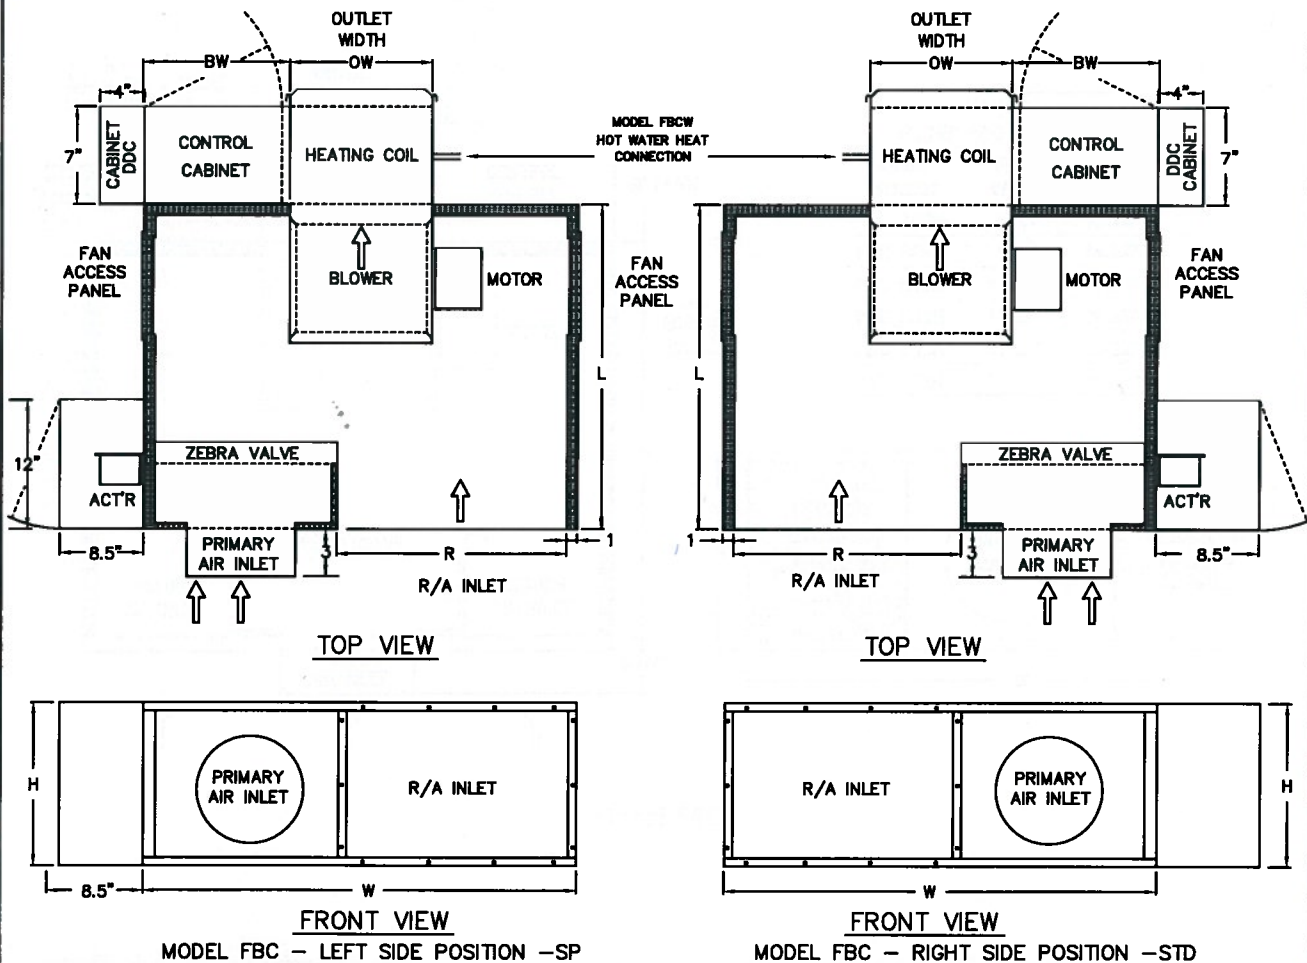 OUTLET
WIDTH
BW
OW
4"
7"
CABINET
DDC
CONTROL
CABINET
HEATING COIL
MODEL FBCW
HOT WATER HEAT
CONNECTION
FAN
ACCESS
PANEL
BLOWER
MOTOR
FAN
ACCESS
PANEL
L
12"
ZEBRA VALVE
ACT'R
8.5"
PRIMARY
AIR INLET
3
R
1
R/A INLET
TOP VIEW
OUTLET
WIDTH
OW
BW
4"
HEATING COIL
CONTROL
CABINET
DDC
CABINET
7"
L
BLOWER
MOTOR
FAN
ACCESS
PANEL
ZEBRA VALVE
ACT'R
1
R
3
PRIMARY
AIR INLET
8.5"
R/A INLET
TOP VIEW
H
PRIMARY
AIR INLET
R/A INLET
8.5"
W
FRONT VIEW
MODEL FBC - LEFT SIDE POSITION -SP
R/A INLET
PRIMARY
AIR INLET
H
W
FRONT VIEW
MODEL FBC - RIGHT SIDE POSITION -STD